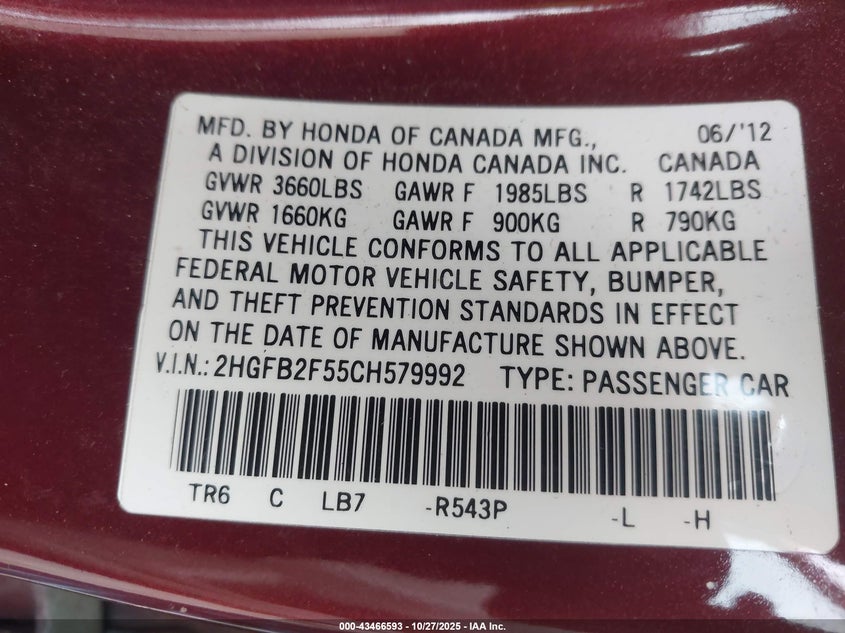 MFD. BY HONDA OF CANADA MFG., 06/'12
A DIVISION OF HONDA CANADA INC. CANADA
GVWR 3660LBS GAWR F 1985LBS R 1742LBS
GVWR 1660KG GAWR F 900KG R 790KG
THIS VEHICLE CONFORMS TO ALL APPLICABLE
FEDERAL MOTOR VEHICLE SAFETY, BUMPER,
AND THEFT PREVENTION STANDARDS IN EFFECT
ON THE DATE OF MANUFACTURE SHOWN ABOVE.
V.I.N.: 2HGFB2F55CH579992 TYPE: PASSENGER CAR
TR6 C LB7 -R543P -L -H
000-43466593 - 10/27/2025 - IAA Inc.